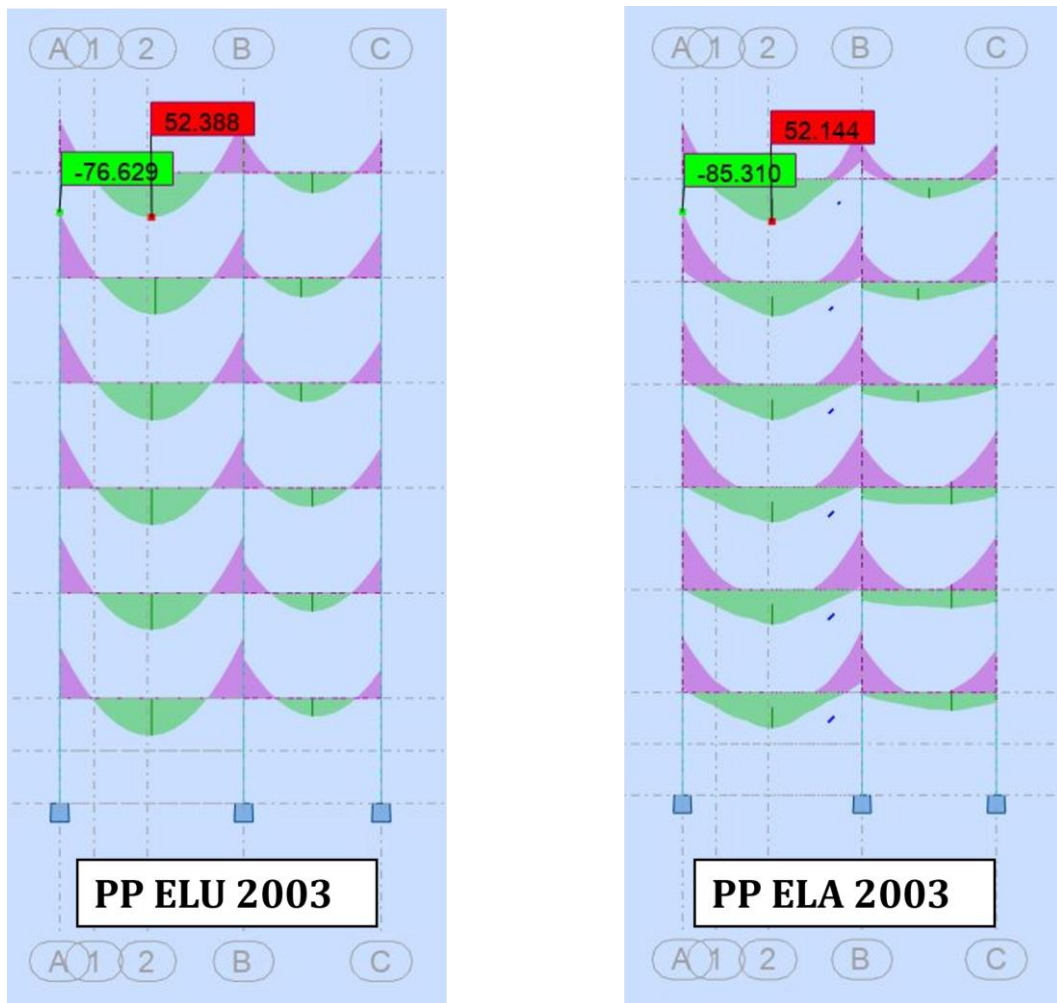 A 1 2 B C
52.388
-76.629
PP ELU 2003
A 1 2 B C
A 1 2 B C
52.144
-85.310
PP ELA 2003
A 1 2 B C